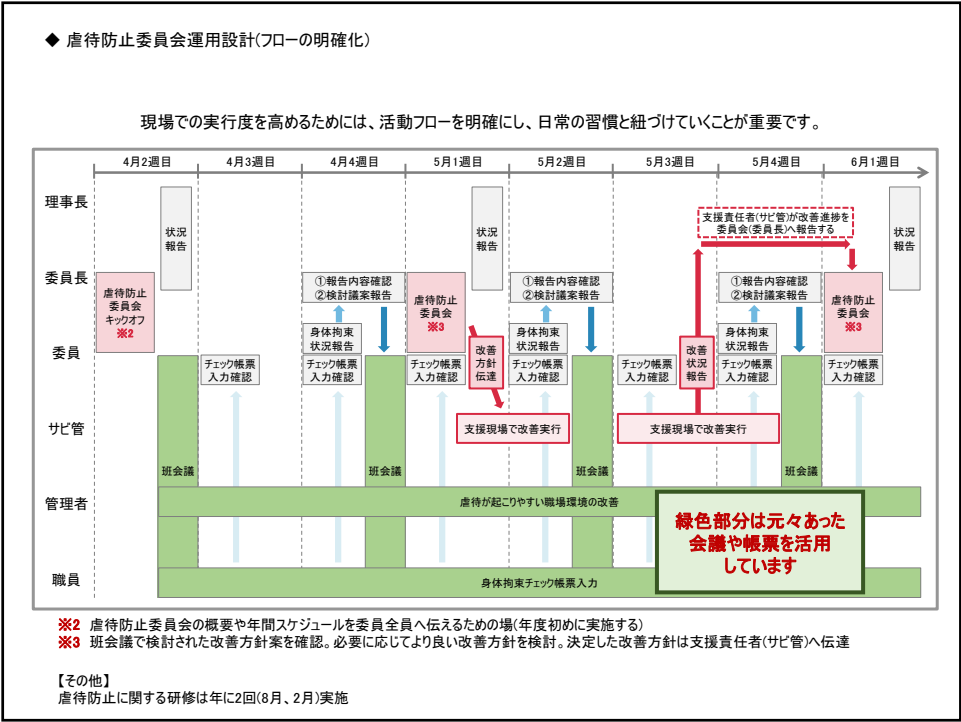 ◆ 虐待防止委員会運用設計(フローの明確化)
現場での実行度を高めるためには、活動フローを明確にし、日常の習慣と紐づけていくことが重要です。
4月2週目 4月3週目 4月4週目 5月1週目 5月2週目 5月3週目 5月4週目 6月1週目
理事長
状況
報告
状況
報告
支援責任者(サビ管)が改善進捗を
委員会(委員長)へ報告する
状況
報告
委員長
虐待防止
委員会
キックオフ
※2
①報告内容確認
②検討議案報告
虐待防止
委員会
※3
①報告内容確認
②検討議案報告
①報告内容確認
②検討議案報告
虐待防止
委員会
※3
身体拘束
状況報告
身体拘束
状況報告
身体拘束
状況報告
委員
チェック帳票
入力確認
チェック帳票
入力確認
チェック帳票
入力確認
改善
方針
伝達
チェック帳票
入力確認
チェック帳票
入力確認
改善
状況
報告
チェック帳票
入力確認
チェック帳票
入力確認
サビ管
支援現場で改善実行
支援現場で改善実行
班会議
班会議
班会議
班会議
管理者
虐待が起こりやすい職場環境の改善
緑色部分は元々あった
会議や帳票を活用
しています
職員
身体拘束チェック帳票入力
※2 虐待防止委員会の概要や年間スケジュールを委員全員へ伝えるための場(年度初めに実施する)
※3 班会議で検討された改善方針案を確認。必要に応じてより良い改善方針を検討。決定した改善方針は支援責任者(サビ管)へ伝達
【その他】
虐待防止に関する研修は年に2回(8月、2月)実施